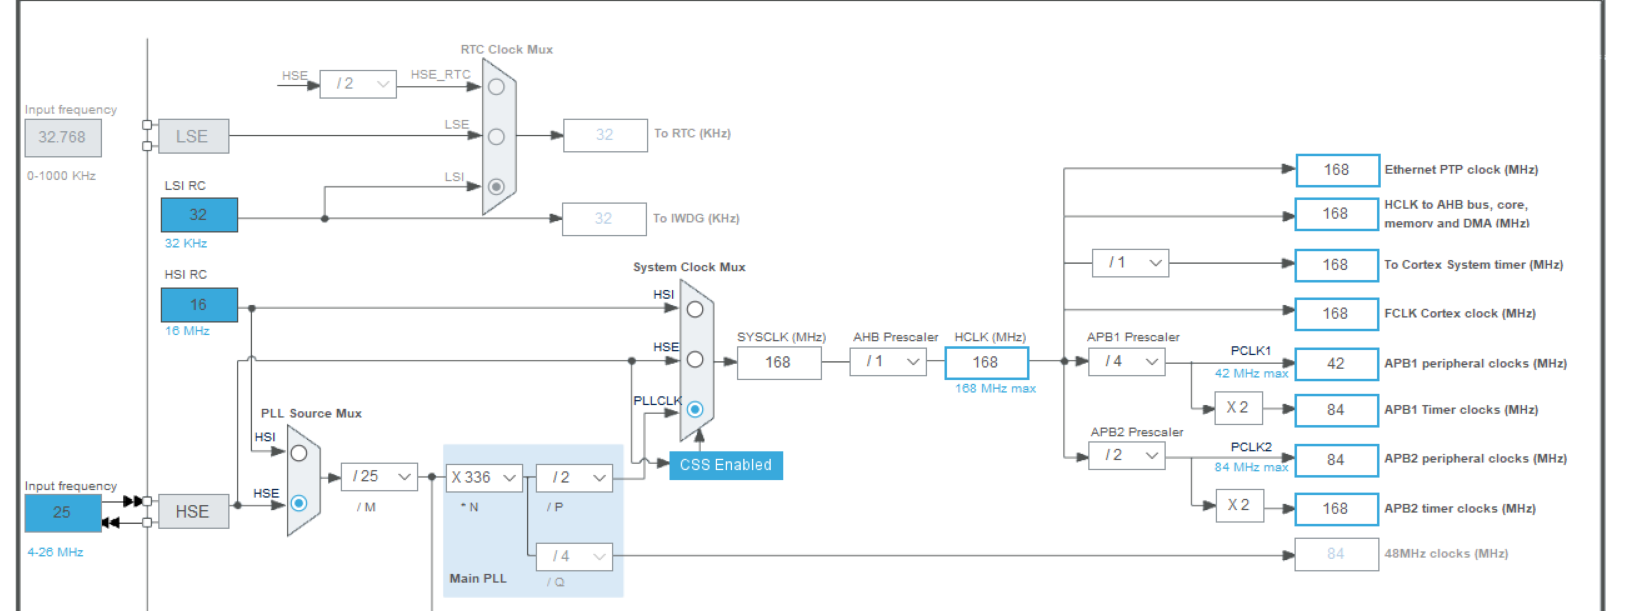 RTC Clock Mux
HSE
/ 2
HSE_RTC
Input frequency
32.768
0-1000 KHz
LSE
LSE
32
To RTC (KHz)
LSI RC
LSI
32
32 KHz
32
To IWDG (KHz)
HSI RC
16
16 MHz
System Clock Mux
HSI
HSE
PLLCLK
SYSCLK (MHz)
168
AHB Prescaler
/ 1
HCLK (MHz)
168
168 MHz max
168
Ethernet PTP clock (MHz)
168
HCLK to AHB bus, core,
memory and DMA (MHz)
/ 1
168
To Cortex System timer (MHz)
168
FCLK Cortex clock (MHz)
APB1 Prescaler
/ 4
PCLK1
42 MHz max
42
APB1 peripheral clocks (MHz)
X 2
84
APB1 Timer clocks (MHz)
APB2 Prescaler
/ 2
PCLK2
84 MHz max
84
APB2 peripheral clocks (MHz)
X 2
168
APB2 timer clocks (MHz)
PLL Source Mux
HSI
HSE
CSS Enabled
Input frequency
25
4-26 MHz
HSE
/ 25
/ M
X 336
* N
/ 2
/ P
/ 4
/ Q
Main PLL
84
48MHz clocks (MHz)